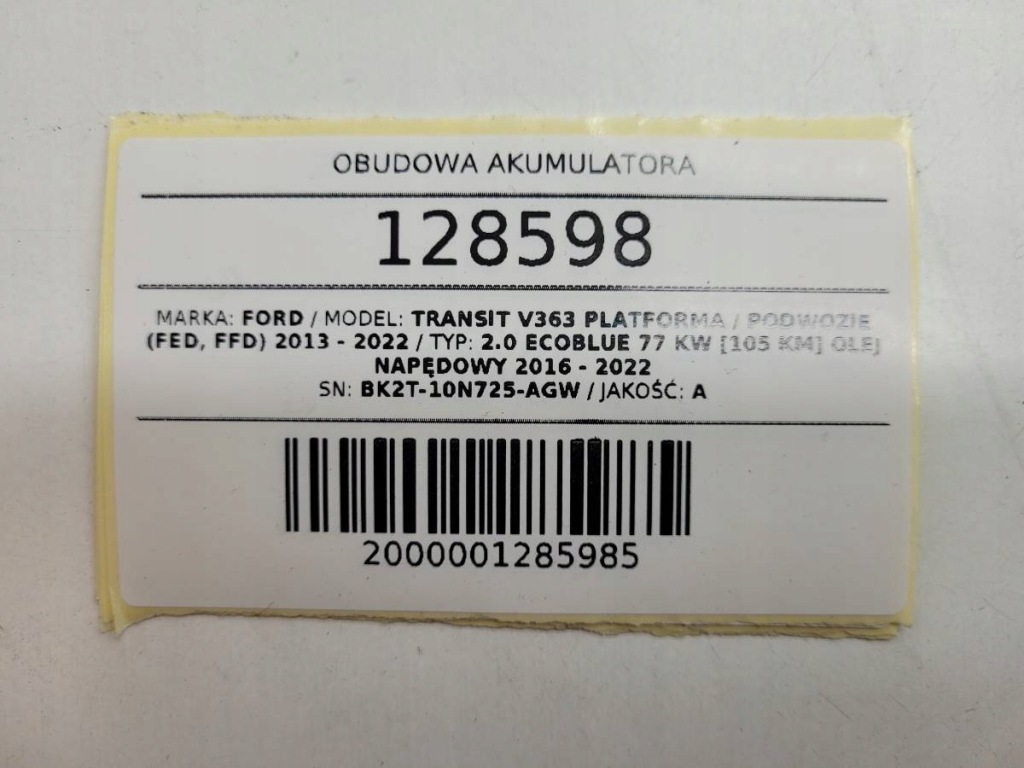 OBUDOWA AKUMULATORA
128598
MARKA: FORD / MODEL: TRANSIT V363 PLATFORMA / PODWOZIE
(FED, FFD) 2013 - 2022 / TYP: 2.0 ECOBLUE 77 KW [105 KM] OLEJ
NAPĘDOWY 2016 - 2022
SN: BK2T-10N725-AGW / JAKOŚĆ: A
2000001285985